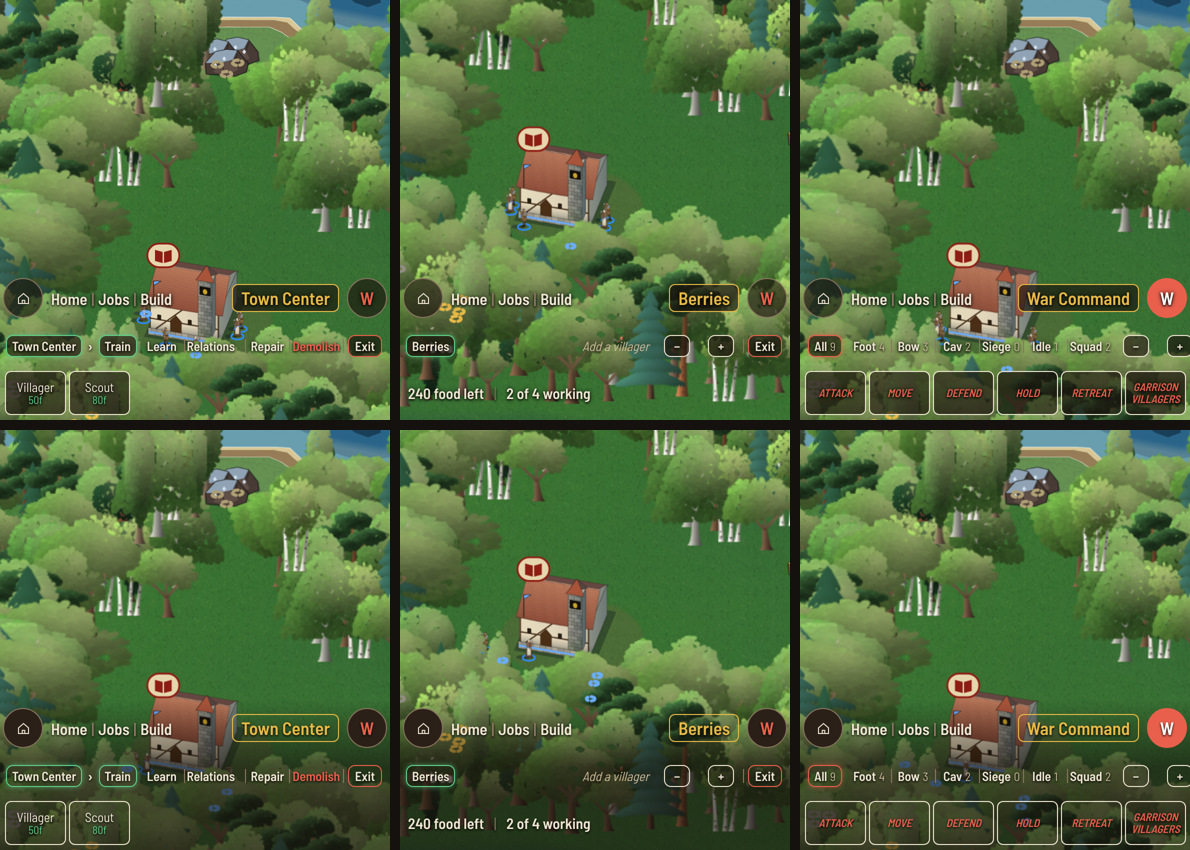 Home | Jobs | Build Town Center W
Town Center › Train Learn Relations Repair Demolish Exit
Villager 50f Scout 80f
Home | Jobs | Build Berries W
Berries Add a villager − + Exit
240 food left | 2 of 4 working
Home | Jobs | Build War Command W
All 9 Foot 4 Bow 3 Cav 2 Siege 0 Idle 1 Squad 2 − +
ATTACK MOVE DEFEND HOLD RETREAT GARRISON VILLAGERS
Home | Jobs | Build Town Center W
Town Center › Train Learn | Relations | Repair | Demolish | Exit
Villager 50f Scout 80f
Home | Jobs | Build Berries W
Berries Add a villager − + | Exit
240 food left | 2 of 4 working
Home | Jobs | Build War Command W
All 9 Foot 4 | Bow 3 | Cav 2 | Siege 0 | Idle 1 | Squad 2 − +
ATTACK MOVE DEFEND HOLD RETREAT GARRISON VILLAGERS